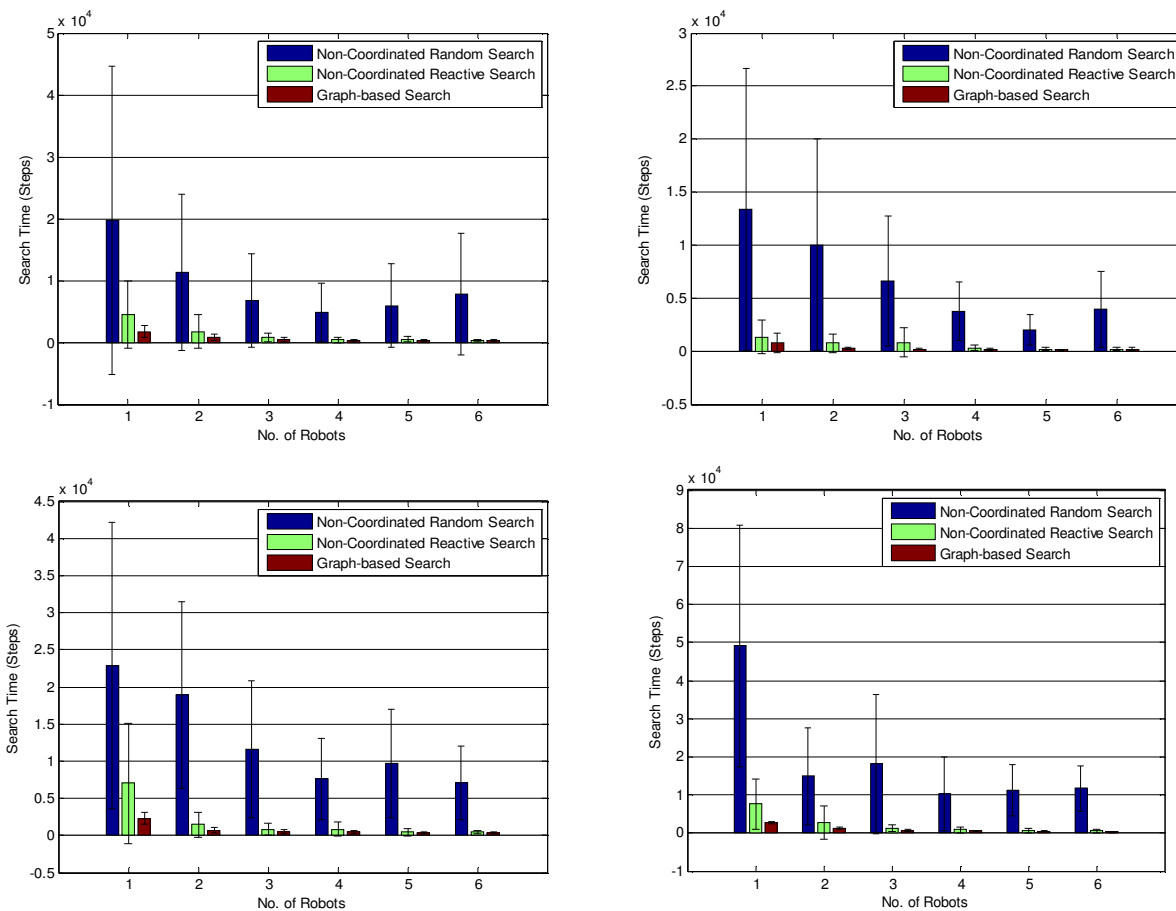 x 10^4
5
4
3
2
1
0
-1
Search Time (Steps)
Non-Coordinated Random Search
Non-Coordinated Reactive Search
Graph-based Search
1 2 3 4 5 6
No. of Robots
x 10^4
3
2.5
2
1.5
1
0.5
0
-0.5
Search Time (Steps)
Non-Coordinated Random Search
Non-Coordinated Reactive Search
Graph-based Search
1 2 3 4 5 6
No. of Robots
x 10^4
4.5
4
3.5
3
2.5
2
1.5
1
0.5
0
-0.5
Search Time (Steps)
Non-Coordinated Random Search
Non-Coordinated Reactive Search
Graph-based Search
1 2 3 4 5 6
No. of Robots
x 10^4
9
8
7
6
5
4
3
2
1
0
-1
Search Time (Steps)
Non-Coordinated Random Search
Non-Coordinated Reactive Search
Graph-based Search
1 2 3 4 5 6
No. of Robots